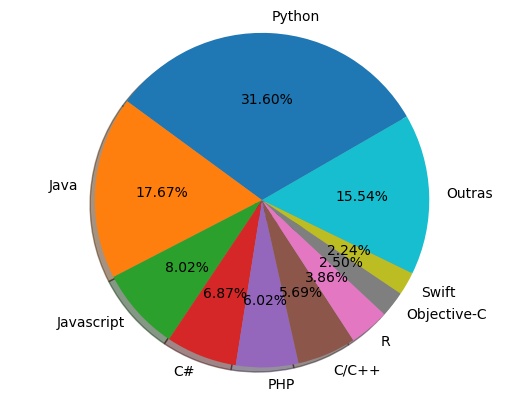 Python
31.60%
Java
17.67%
15.54%
Outras
2.24%
2.50%
8.02%
3.86%
6.87%
5.69%
6.02%
Swift
Objective-C
Javascript
R
C/C++
C#
PHP